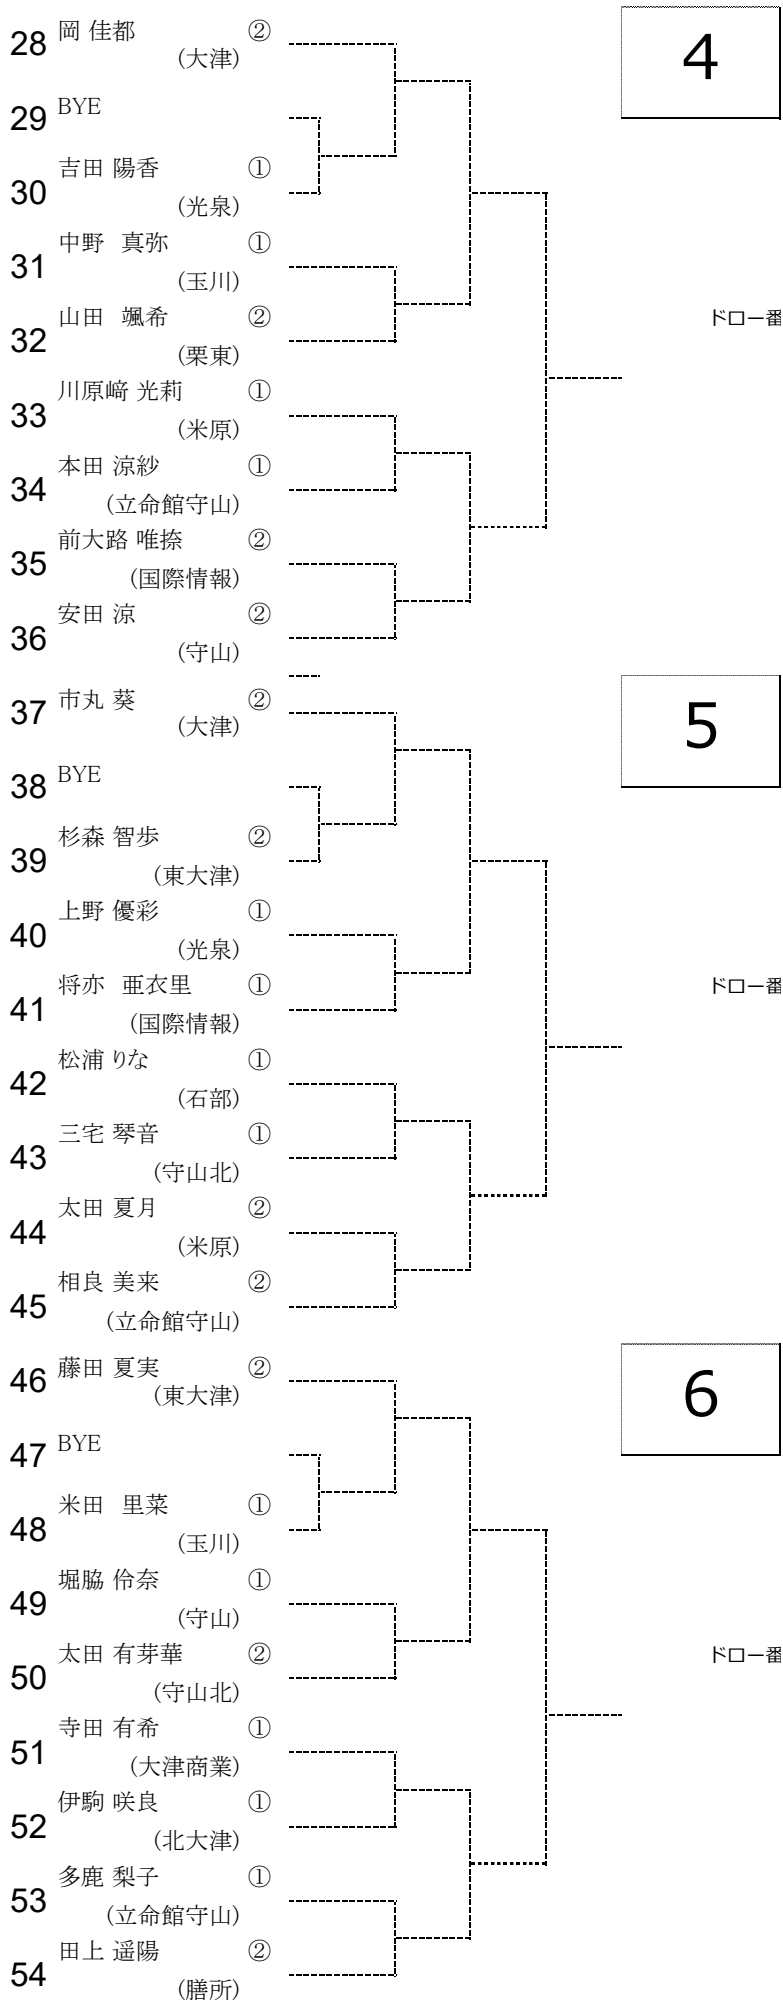 28 岡 佳都 ②
(大津)
4
29 BYE
30 吉田 陽香 ①
(光泉)
31 中野 真弥 ①
(玉川)
32 山田 颯希 ②
(栗東)
ドロー番
33 川原﨑 光莉 ①
(米原)
34 本田 涼紗 ①
(立命館守山)
35 前大路 唯捺 ②
(国際情報)
36 安田 涼 ②
(守山)
37 市丸 葵 ②
(大津)
5
38 BYE
39 杉森 智歩 ②
(東大津)
40 上野 優彩 ①
(光泉)
41 将亦 亜衣里 ①
(国際情報)
ドロー番
42 松浦 りな ①
(石部)
43 三宅 琴音 ①
(守山北)
44 太田 夏月 ②
(米原)
45 相良 美来 ②
(立命館守山)
46 藤田 夏実 ②
(東大津)
6
47 BYE
48 米田 里菜 ①
(玉川)
49 堀脇 伶奈 ①
(守山)
50 太田 有芽華 ②
(守山北)
ドロー番
51 寺田 有希 ①
(大津商業)
52 伊駒 咲良 ①
(北大津)
53 多鹿 梨子 ①
(立命館守山)
54 田上 遥陽 ②
(膳所)